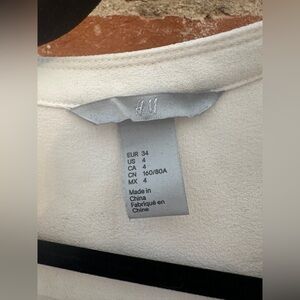 H&M
EUR 34
US 4
CA 4
CN 160/80A
MX 4
Made in
China
Fabriqué en
Chine